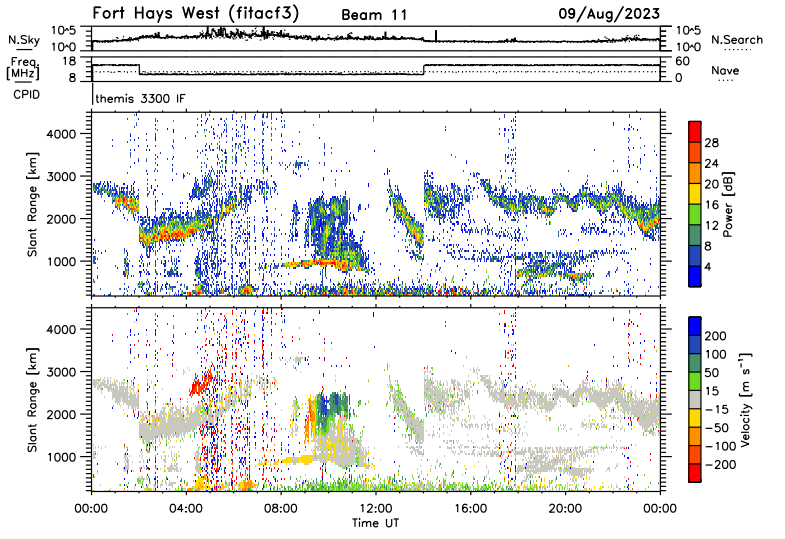 Fort Hays West (fitacf3) Beam 11 09/Aug/2023
N.Sky 10^5 10^0 10^5 10^0 N.Search
Freq. [MHz] 18 8 60 0 Nave
CPID themis 3300 IF
Slant Range [km] 4000 3000 2000 1000
28 24 20 16 12 8 4 Power [dB]
Slant Range [km] 4000 3000 2000 1000
200 100 50 15 −15 −50 −100 −200 Velocity [m s⁻¹]
00:00 04:00 08:00 12:00 16:00 20:00 00:00
Time UT